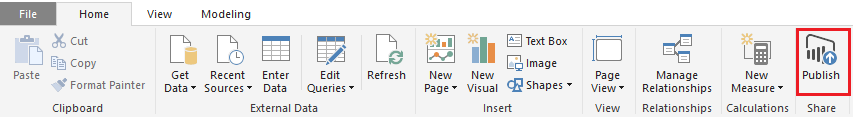 File Home View Modeling
Paste
Cut
Copy
Format Painter
Clipboard
Get
Data
Recent
Sources
Enter
Data
Edit
Queries
Refresh
External Data
New
Page
New
Visual
Text Box
Image
Shapes
Insert
Page
View
View
Manage
Relationships
Relationships
New
Measure
Calculations
Publish
Share